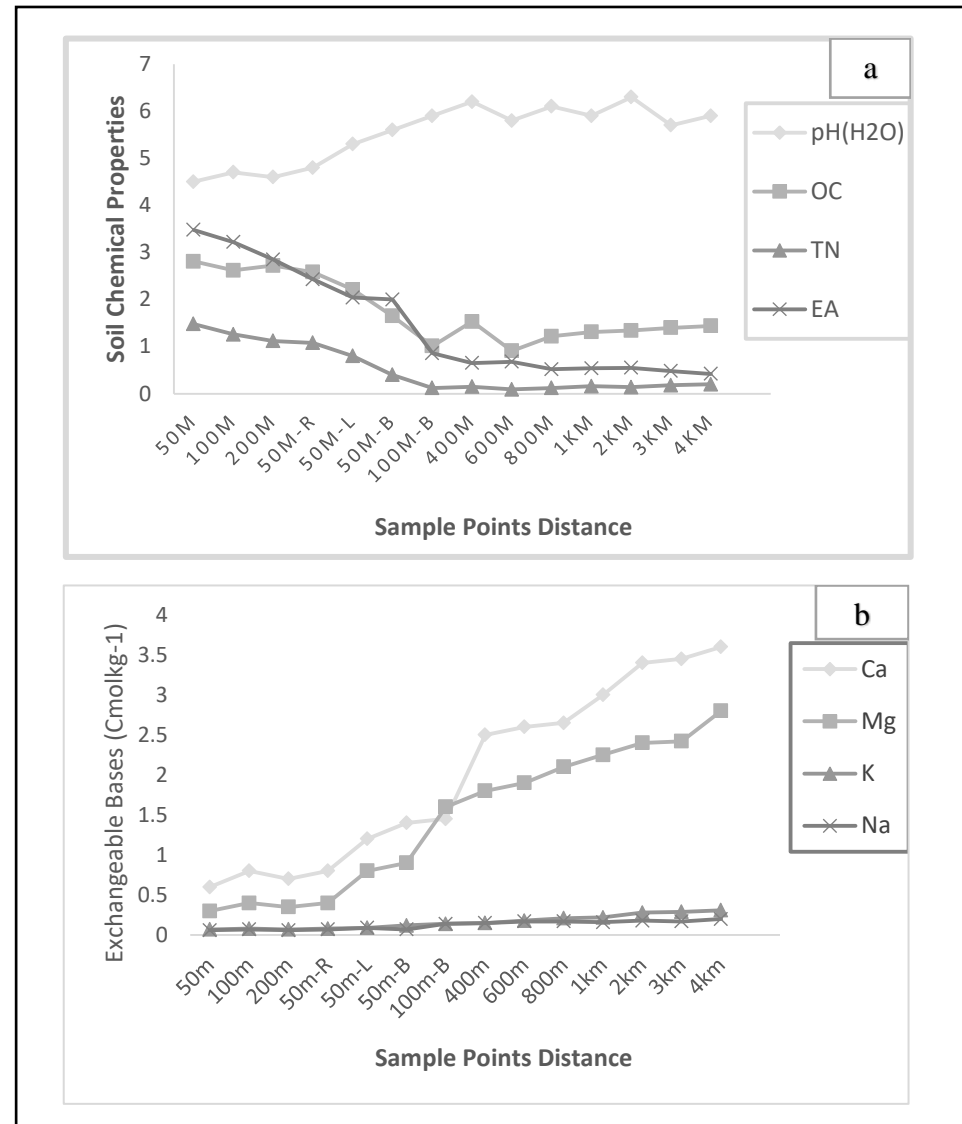 a
7
6
5
4
3
2
1
0
Soil Chemical Properties
50M
100M
200M
50M-R
50M-L
50M-B
100M-B
400M
600M
800M
1KM
2KM
3KM
4KM
Sample Points Distance
pH(H2O)
OC
TN
EA
b
4
3.5
3
2.5
2
1.5
1
0.5
0
Exchangeable Bases (Cmolkg-1)
50m
100m
200m
50m-R
50m-L
50m-B
100m-B
400m
600m
800m
1km
2km
3km
4km
Sample Points Distance
Ca
Mg
K
Na